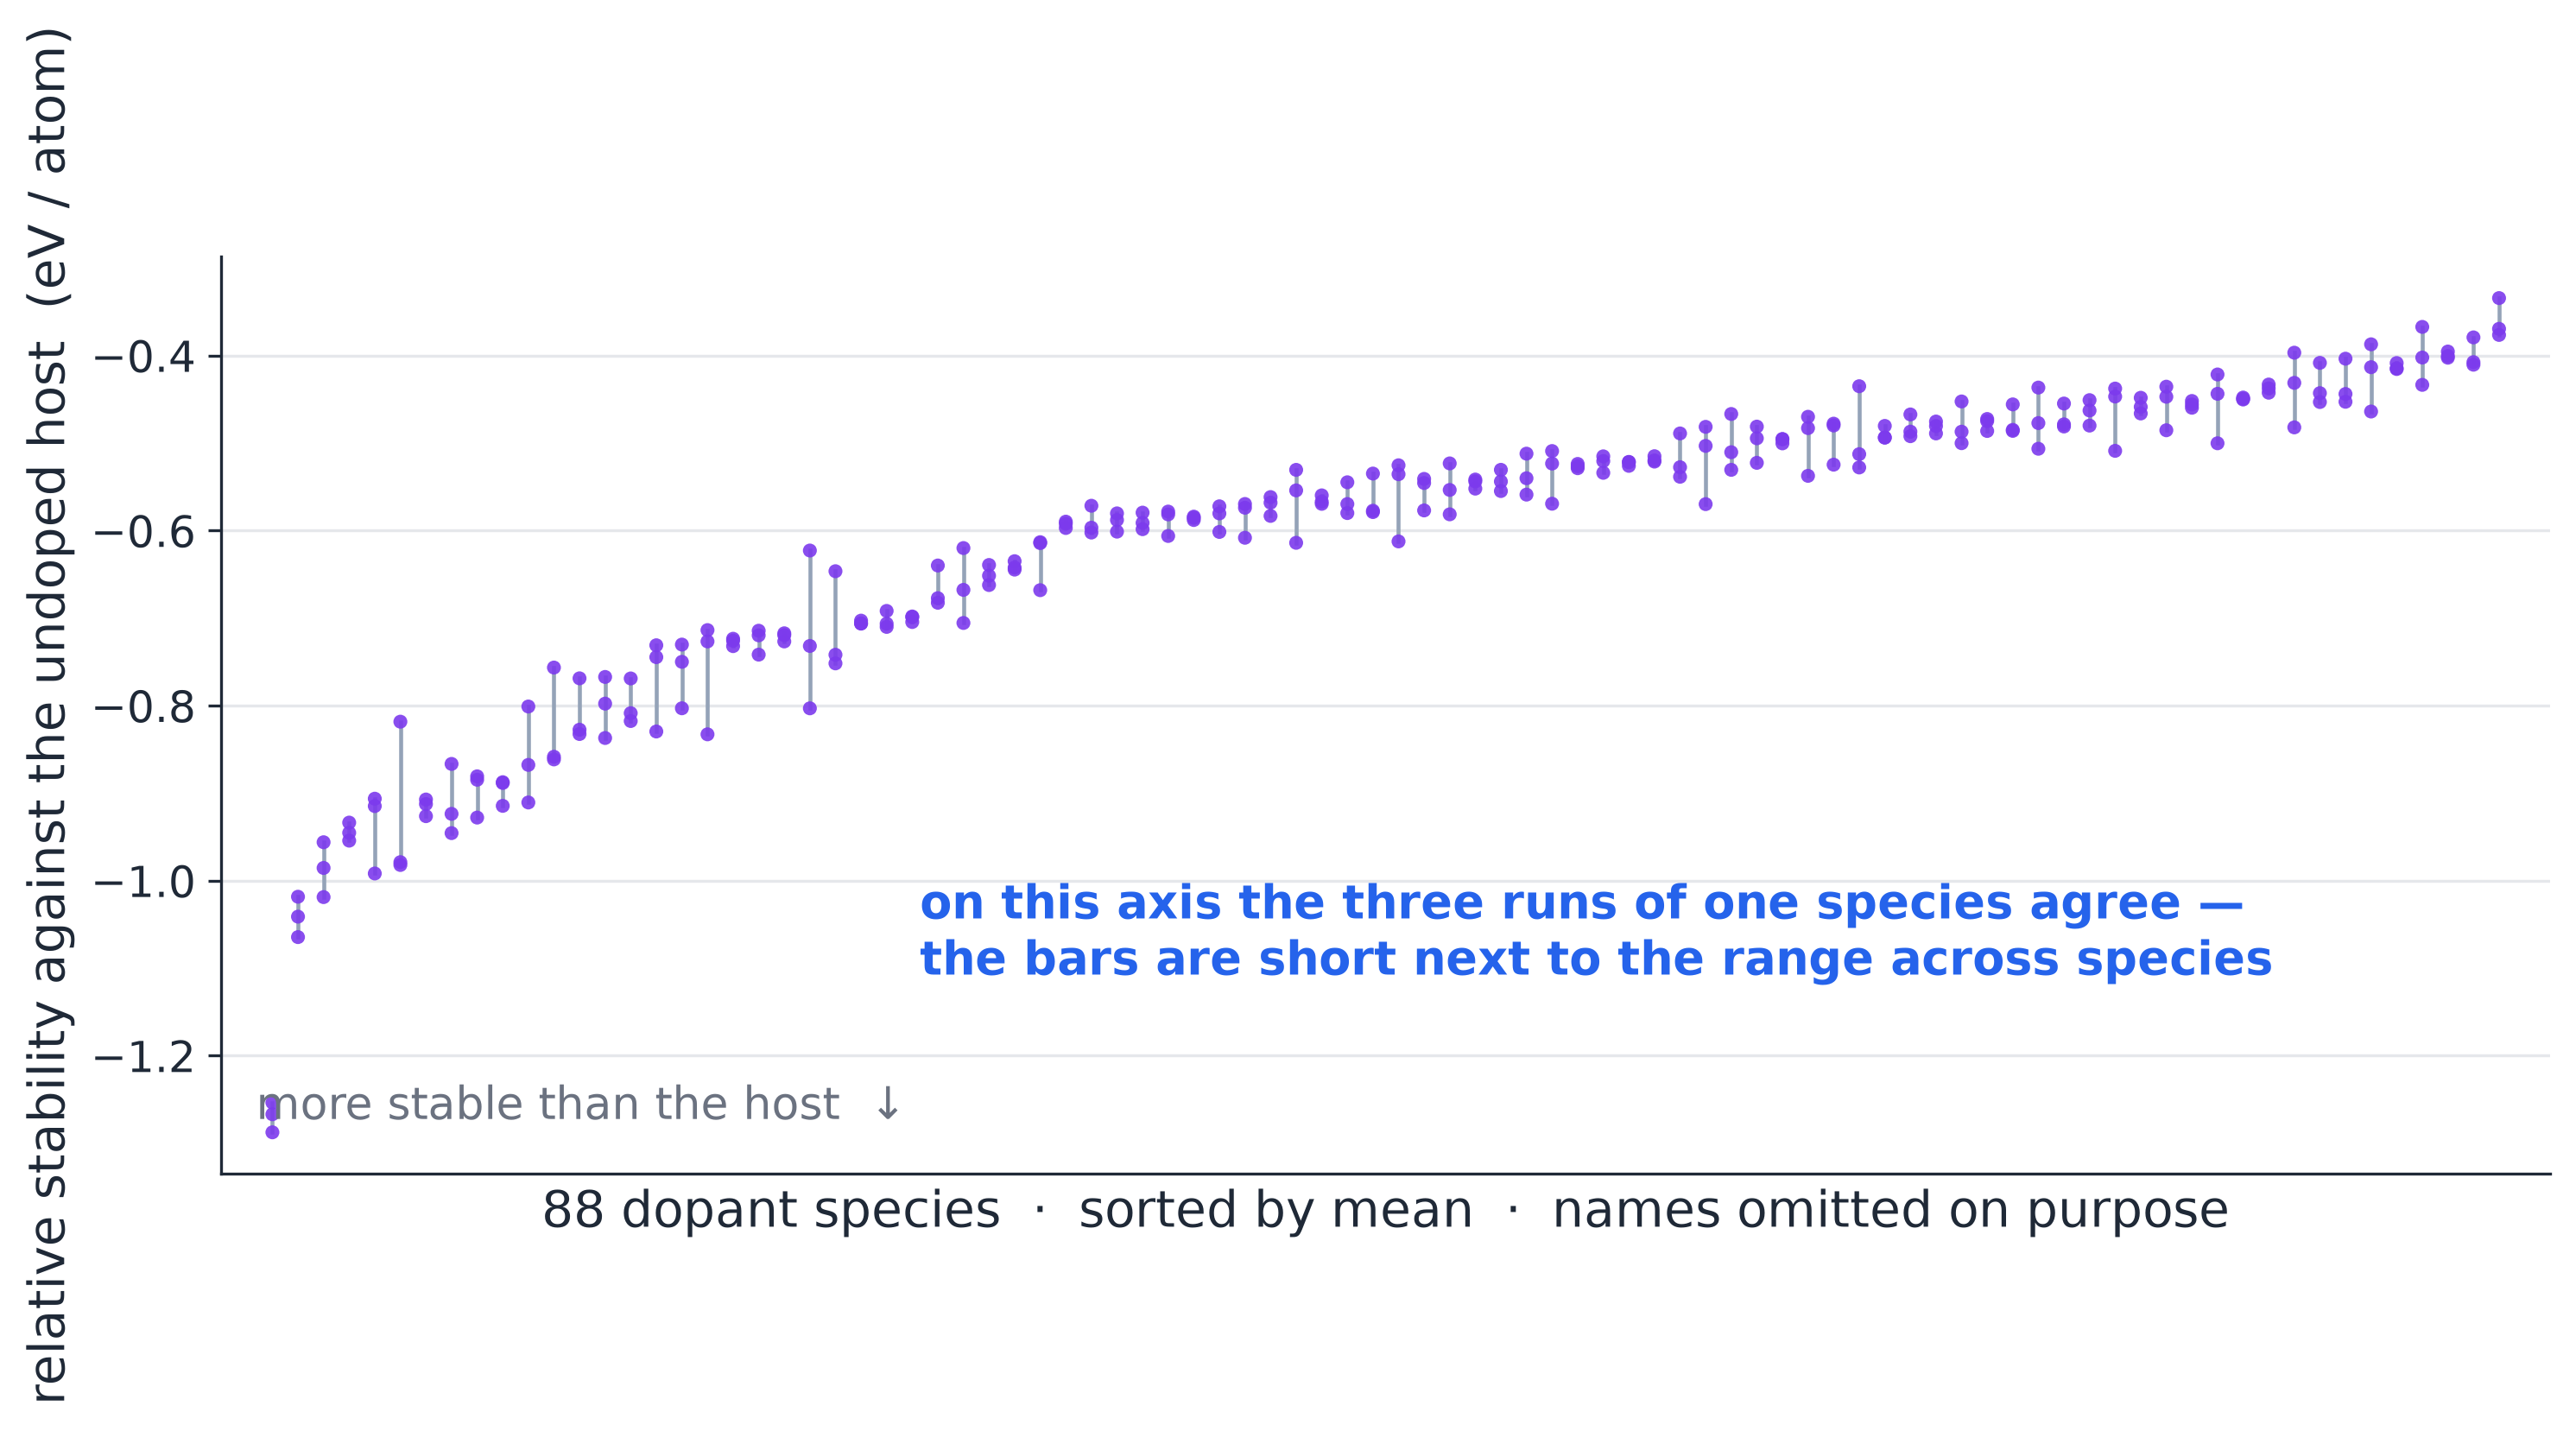 relative stability against the undoped host (eV / atom)
−0.4
−0.6
−0.8
−1.0
−1.2
on this axis the three runs of one species agree —
the bars are short next to the range across species
more stable than the host ↓
88 dopant species · sorted by mean · names omitted on purpose